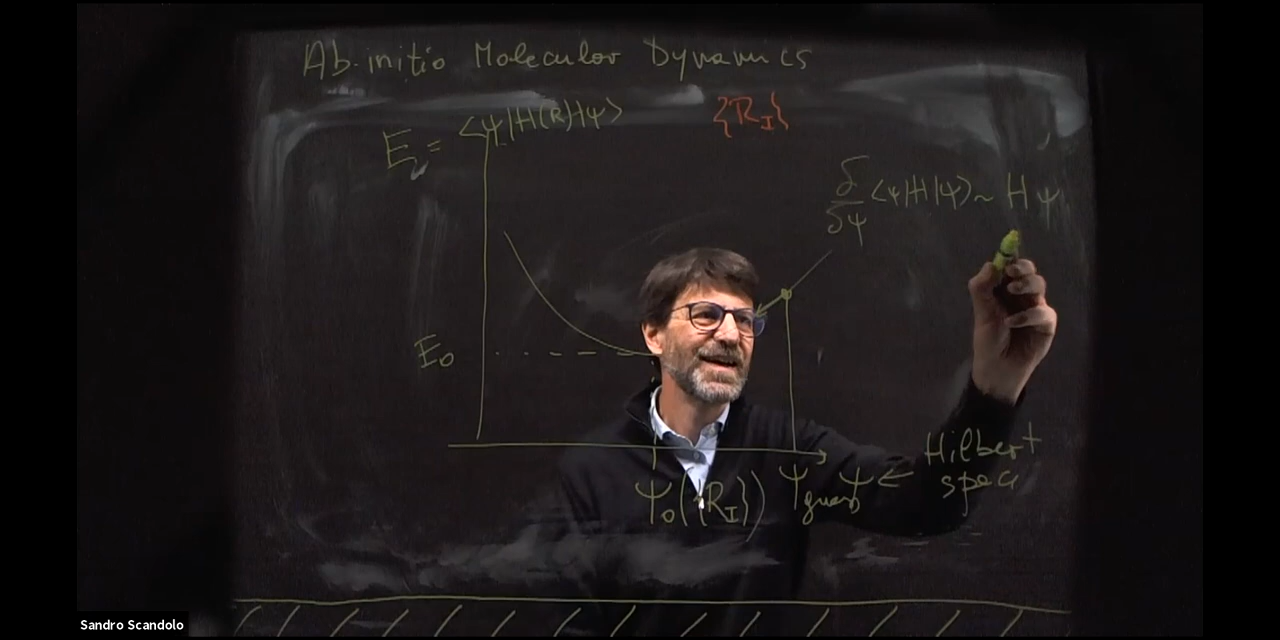 Ab-initio Molecular Dynamics
E = <ψ|H(R)|ψ>
{R_I}
δ/δψ <ψ|H|ψ> ~ Hψ
E₀
Hilbert
space
ψ₀({R_I}) ψguess ψ ←
Sandro Scandolo